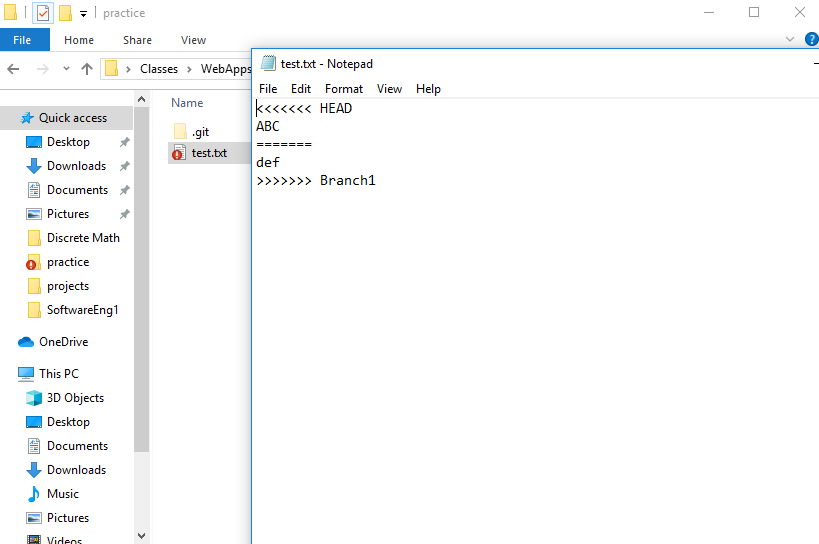 practice
File Home Share View
Classes WebApps
Name
Quick access
Desktop
Downloads
Documents
Pictures
Discrete Math
practice
projects
SoftwareEng1
OneDrive
This PC
3D Objects
Desktop
Documents
Downloads
Music
Pictures
Videos
.git
test.txt
test.txt - Notepad
File Edit Format View Help
<<<<<<< HEAD
ABC
=======
def
>>>>>>> Branch1